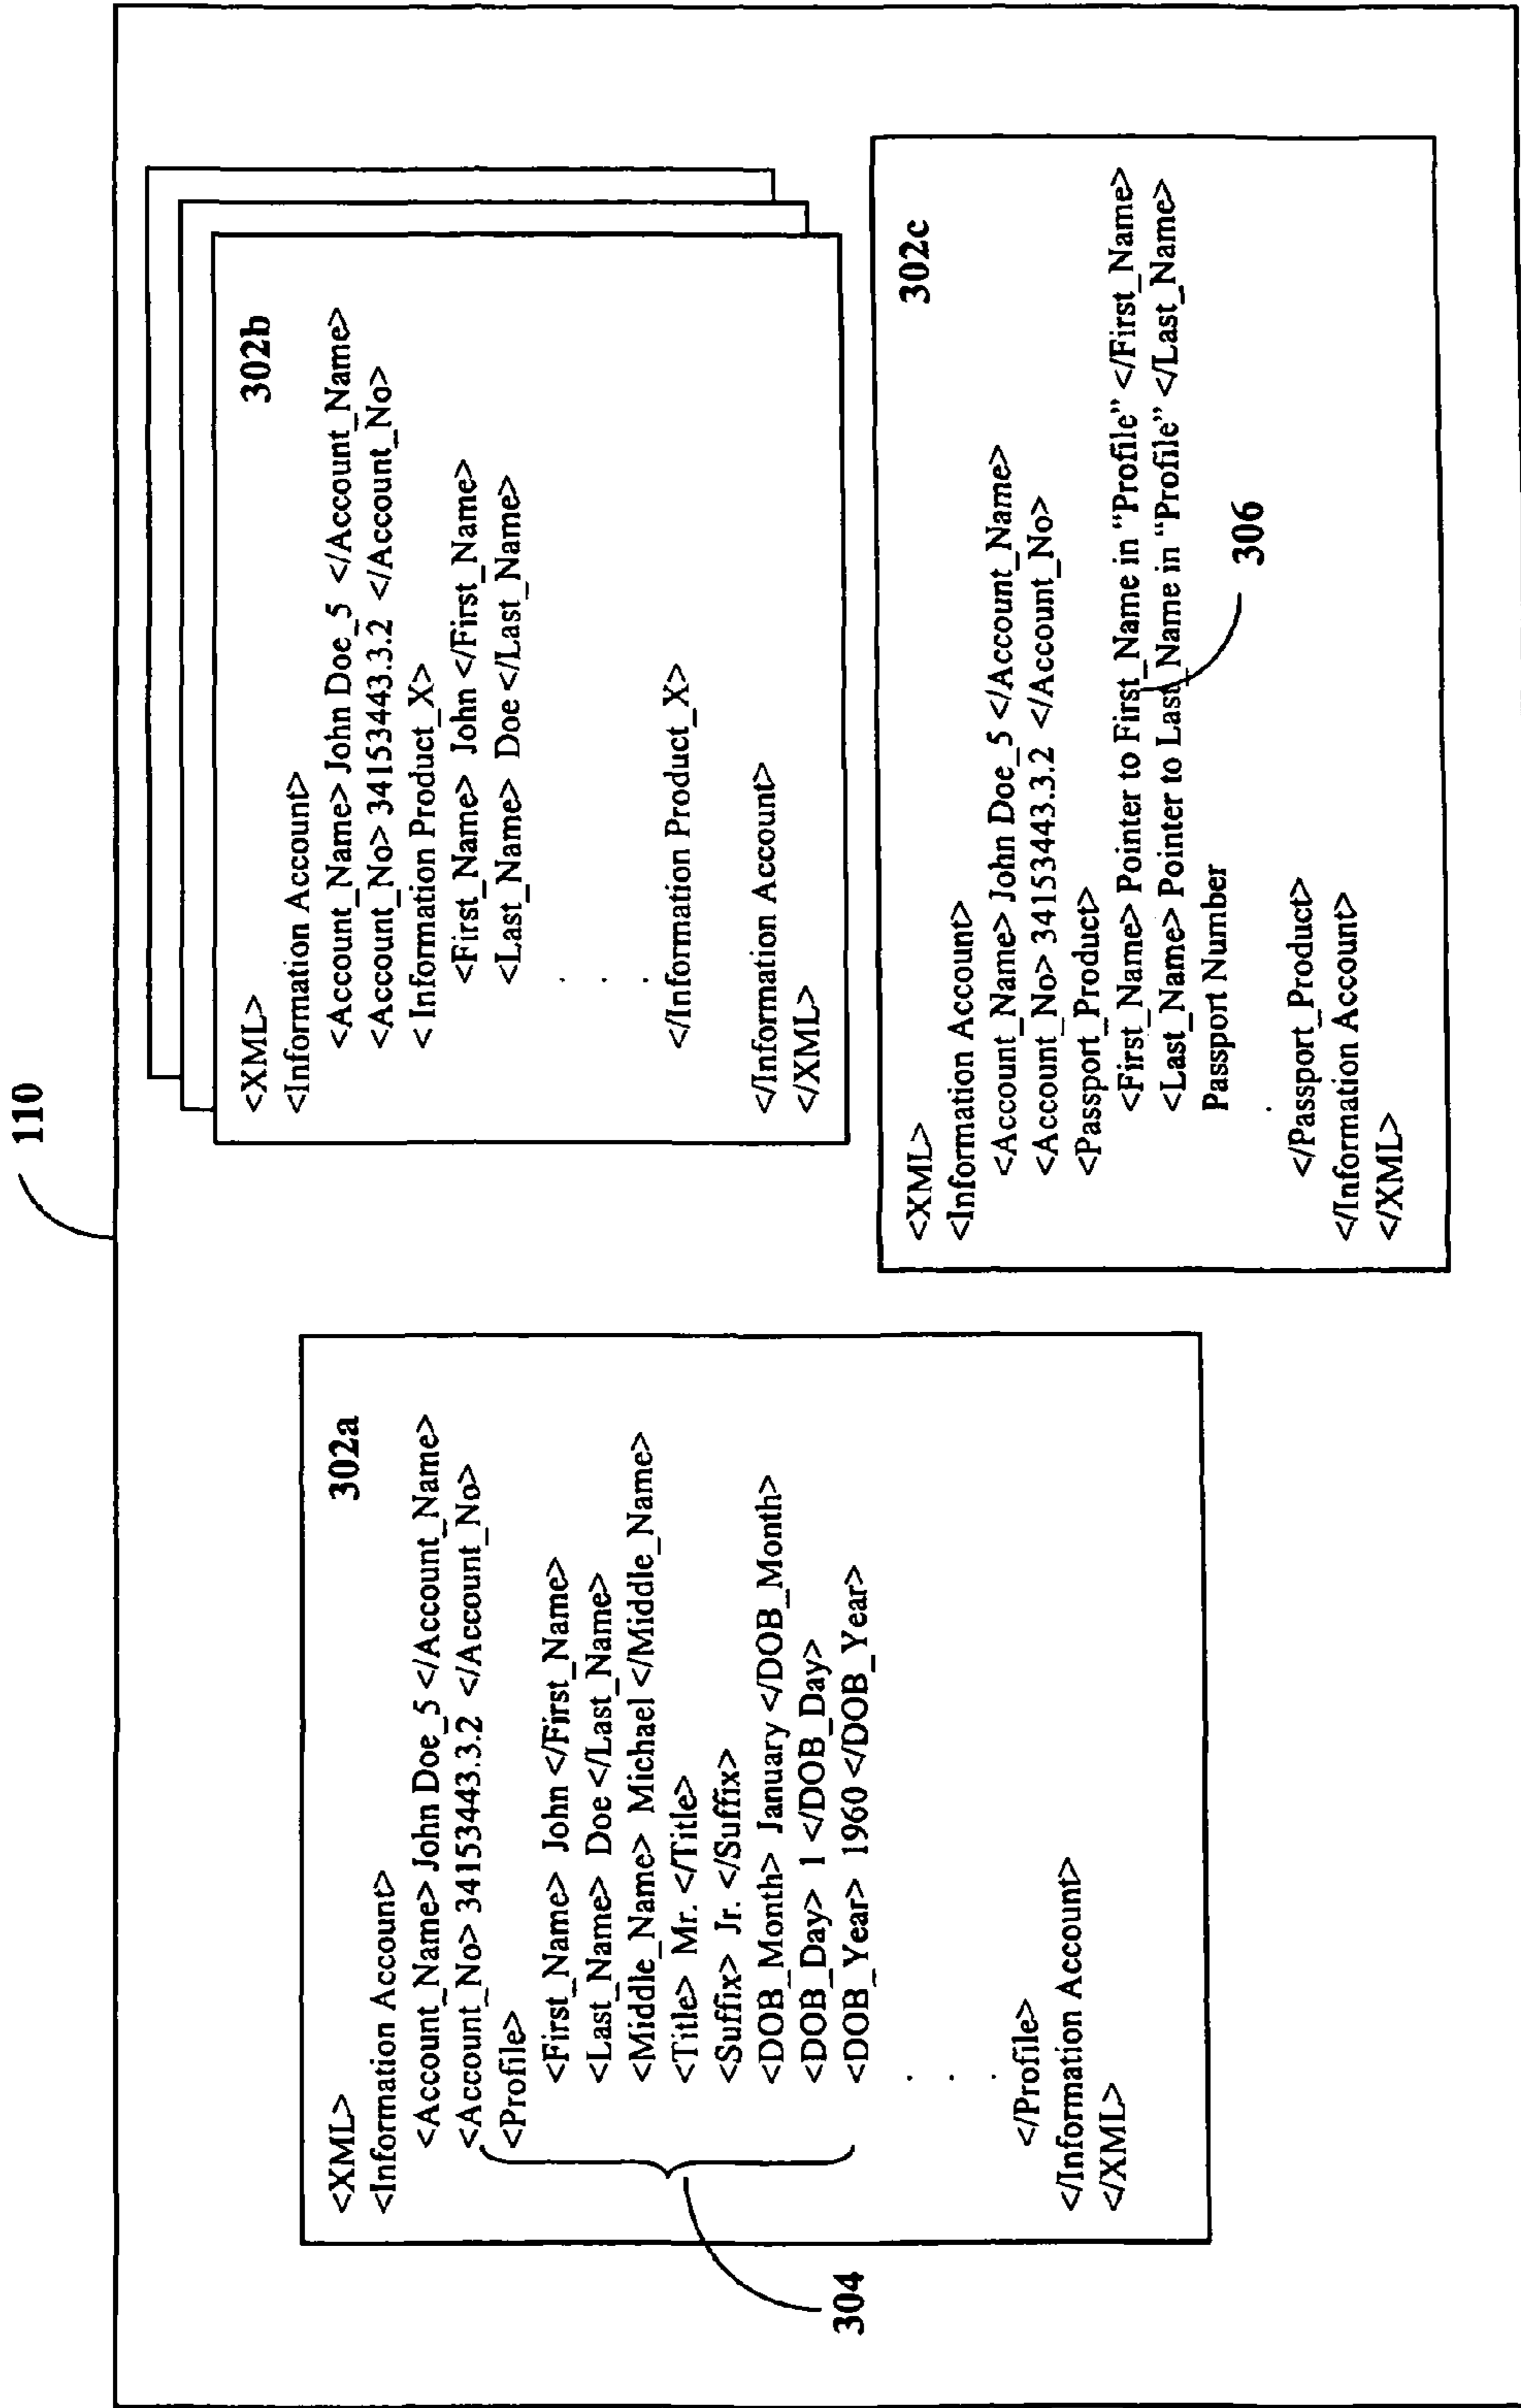 110
302a
<XML>
<Information Account>
<Account_Name> John Doe_5 </Account_Name>
<Account_No> 34153443.3.2 </Account_No>
<Profile>
<First_Name> John </First_Name>
<Last_Name> Doe </Last_Name>
<Middle_Name> Michael </Middle_Name>
<Title> Mr. </Title>
<Suffix> Jr. </Suffix>
<DOB_Month> January </DOB_Month>
<DOB_Day> 1 </DOB_Day>
<DOB_Year> 1960 </DOB_Year>
.
.
.
</Profile>
</Information Account>
</XML>
304
302b
<XML>
<Information Account>
<Account_Name> John Doe_5 </Account_Name>
<Account_No> 34153443.3.2 </Account_No>
< Information Product_X>
<First_Name> John </First_Name>
<Last_Name> Doe </Last_Name>
.
.
.
</Information Product_X>
</Information Account>
</XML>
302c
<XML>
<Information Account>
<Account_Name> John Doe_5 </Account_Name>
<Account_No> 34153443.3.2 </Account_No>
<Passport_Product>
<First_Name> Pointer to First_Name in “Profile” </First_Name>
<Last_Name> Pointer to Last_Name in “Profile” </Last_Name>
Passport Number
.
</Passport_Product>
</Information Account>
</XML>
306